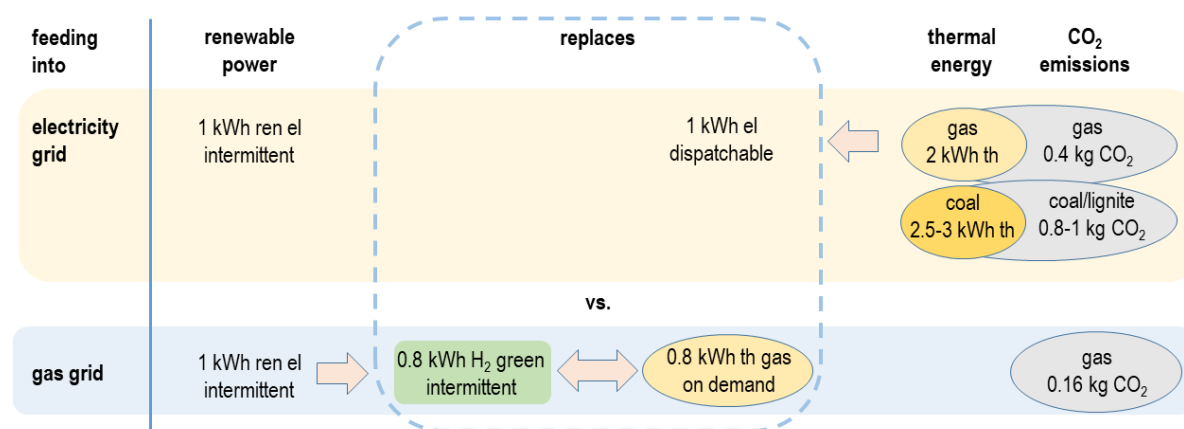 feeding
into
renewable
power
replaces
thermal
energy
CO₂
emissions
electricity
grid
1 kWh ren el
intermittent
1 kWh el
dispatchable
gas
2 kWh th
gas
0.4 kg CO₂
coal
2.5-3 kWh th
coal/lignite
0.8-1 kg CO₂
vs.
gas grid
1 kWh ren el
intermittent
0.8 kWh H₂ green
intermittent
0.8 kWh th gas
on demand
gas
0.16 kg CO₂